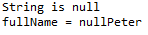 String is null
fullName = nullPeter